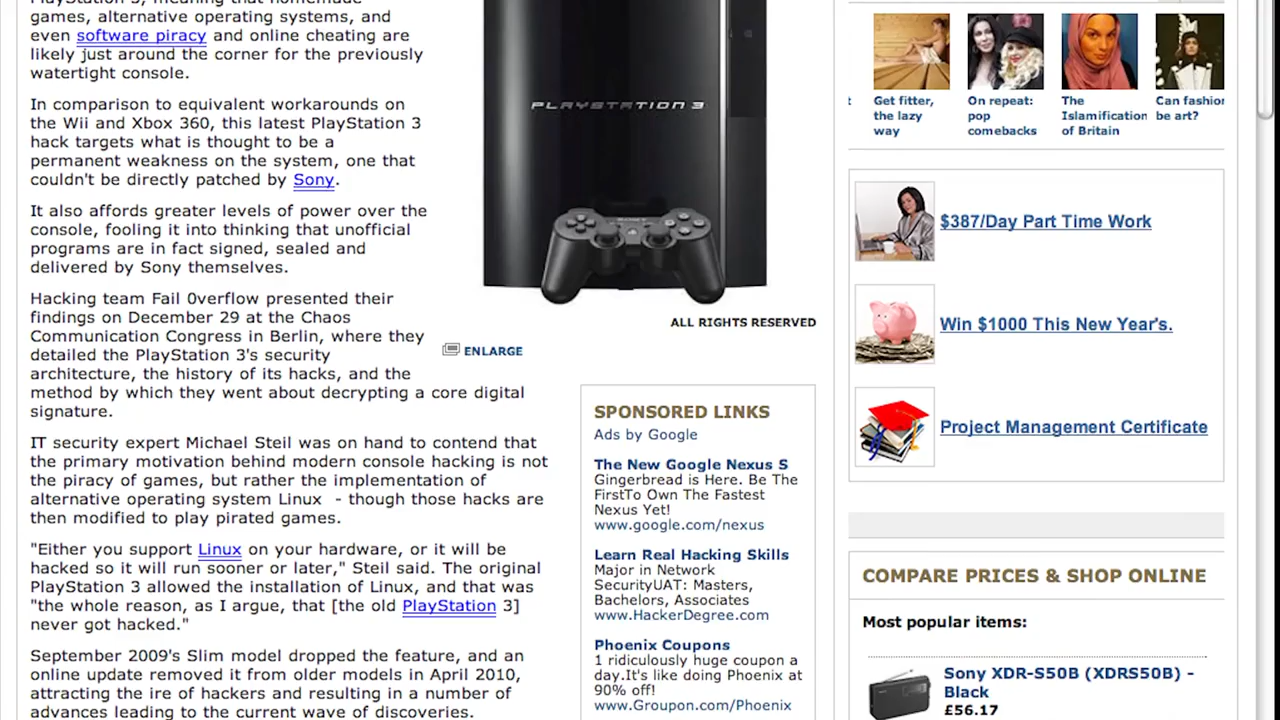 PlayStation 3, meaning that homemade
games, alternative operating systems, and
even software piracy and online cheating are
likely just around the corner for the previously
watertight console.
In comparison to equivalent workarounds on
the Wii and Xbox 360, this latest PlayStation 3
hack targets what is thought to be a
permanent weakness on the system, one that
couldn't be directly patched by Sony.
It also affords greater levels of power over the
console, fooling it into thinking that unofficial
programs are in fact signed, sealed and
delivered by Sony themselves.
Hacking team Fail 0verflow presented their
findings on December 29 at the Chaos
Communication Congress in Berlin, where they
detailed the PlayStation 3's security
architecture, the history of its hacks, and the
method by which they went about decrypting a core digital
signature.
IT security expert Michael Steil was on hand to contend that
the primary motivation behind modern console hacking is not
the piracy of games, but rather the implementation of
alternative operating system Linux  - though those hacks are
then modified to play pirated games.
"Either you support Linux on your hardware, or it will be
hacked so it will run sooner or later," Steil said. The original
PlayStation 3 allowed the installation of Linux, and that was
"the whole reason, as I argue, that [the old PlayStation 3]
never got hacked."
September 2009's Slim model dropped the feature, and an
online update removed it from older models in April 2010,
attracting the ire of hackers and resulting in a number of
advances leading to the current wave of discoveries.
PLAYSTATION 3
ALL RIGHTS RESERVED
ENLARGE
SPONSORED LINKS
Ads by Google
The New Google Nexus S
Gingerbread is Here. Be The
FirstTo Own The Fastest
Nexus Yet!
www.google.com/nexus
Learn Real Hacking Skills
Major in Network
SecurityUAT: Masters,
Bachelors, Associates
www.HackerDegree.com
Phoenix Coupons
1 ridiculously huge coupon a
day.It's like doing Phoenix at
90% off!
www.Groupon.com/Phoenix
t
Get fitter,
the lazy
way
On repeat:
pop
comebacks
The
Islamification
of Britain
Can fashion
be art?
$387/Day Part Time Work
Win $1000 This New Year's.
Project Management Certificate
COMPARE PRICES & SHOP ONLINE
Most popular items:
Sony XDR-S50B (XDRS50B) -
Black
£56.17